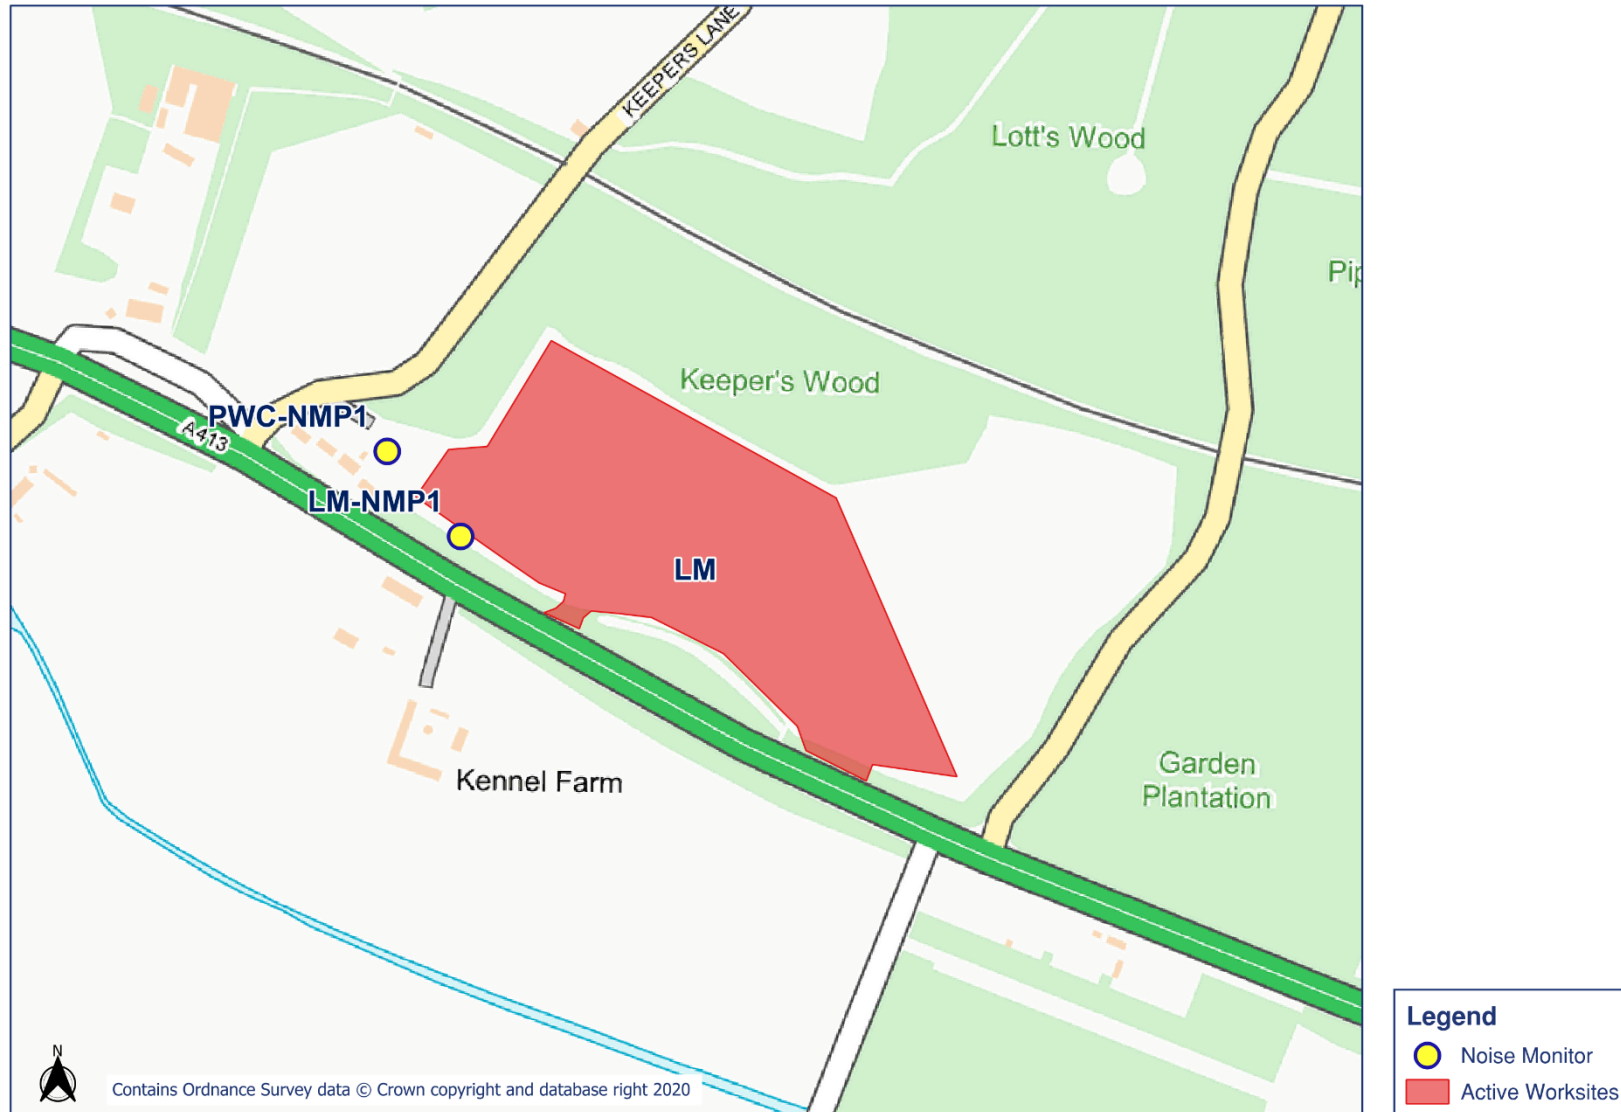 KEEPERS LANE
Lott's Wood
Pip
Keeper's Wood
PWC-NMP1
A413
LM-NMP1
LM
Kennel Farm
Garden
Plantation
N
Contains Ordnance Survey data © Crown copyright and database right 2020
Legend
Noise Monitor
Active Worksites